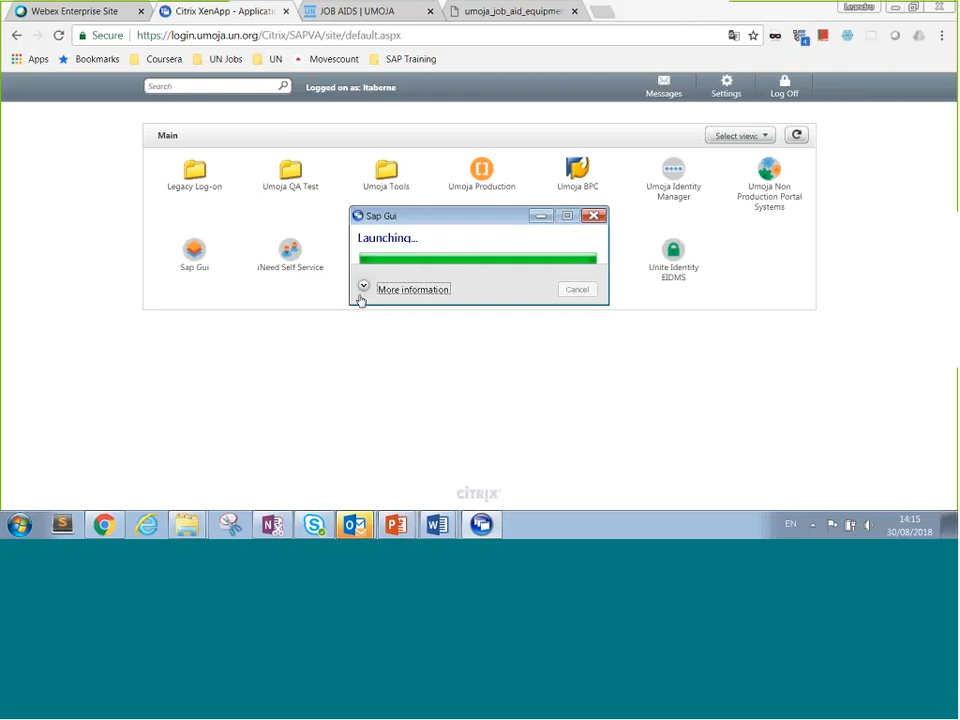 Webex Enterprise Site
Citrix XenApp - Applicati
JOB AIDS | UMOJA
umoja_job_aid_equipmen
Leandro
Secure
https://login.umoja.un.org/Citrix/SAPVA/site/default.aspx
4
Apps
Bookmarks
Coursera
UN Jobs
UN
Movescount
SAP Training
Search
Logged on as: ltaberne
Messages
Settings
Log Off
Main
Select view:
Legacy Log-on
Umoja QA Test
Umoja Tools
Umoja Production
Umoja BPC
Umoja Identity
Manager
Umoja Non
Production Portal
Systems
Sap Gui
Launching...
More information
Cancel
Sap Gui
iNeed Self Service
Unite Identity
EIDMS
CITRIX
EN
14:15
30/08/2018